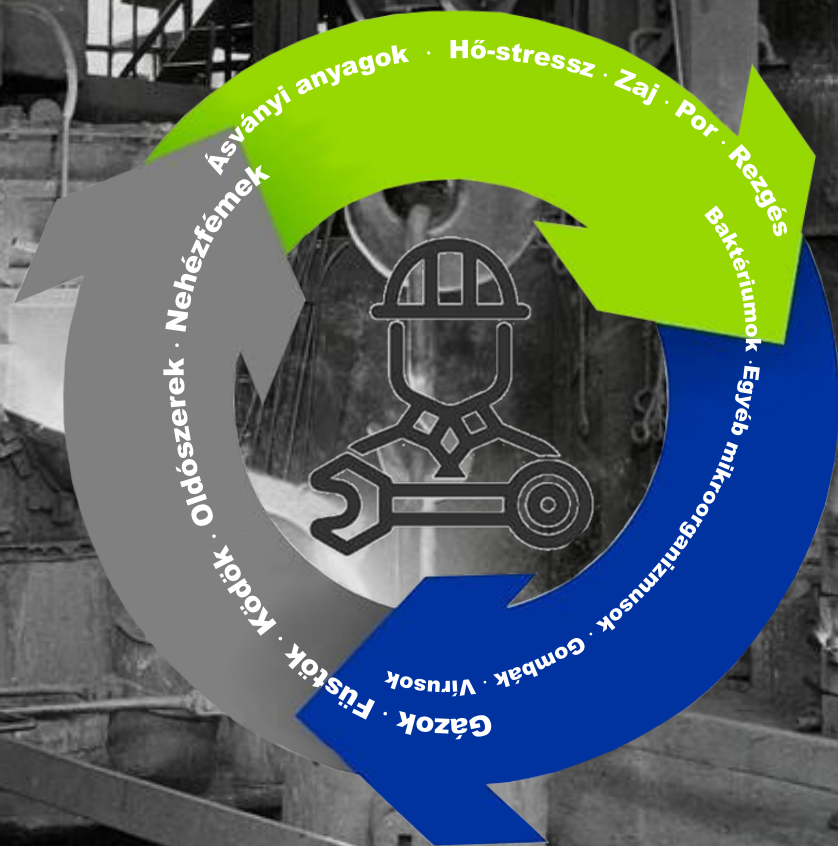 Ásványi anyagok · Hő-stressz · Zaj · Por · Rezgés
Baktériumok · Egyéb mikroorganizmusok · Gombák · Vírusok
Gázok · Füstök · Ködök · Oldószerek · Nehézfémek